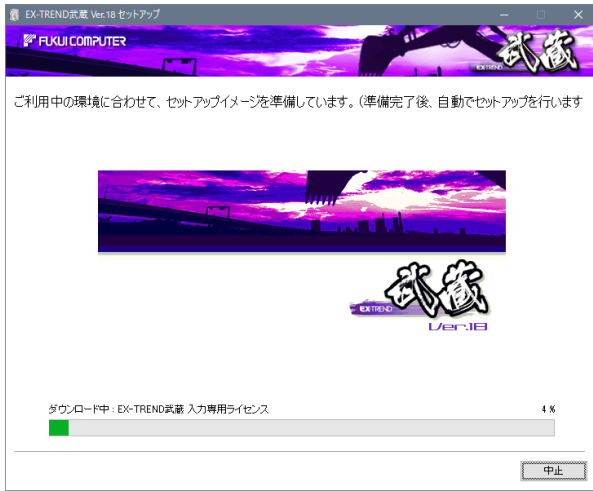 EX-TREND武蔵 Ver.18 セットアップ
FUKUI COMPUTER
EX-TREND 武蔵
ご利用中の環境に合わせて、セットアップイメージを準備しています。(準備完了後、自動でセットアップを行います
EX-TREND 武蔵
Ver.18
ダウンロード中 : EX-TREND武蔵 入力専用ライセンス 4 %
中止